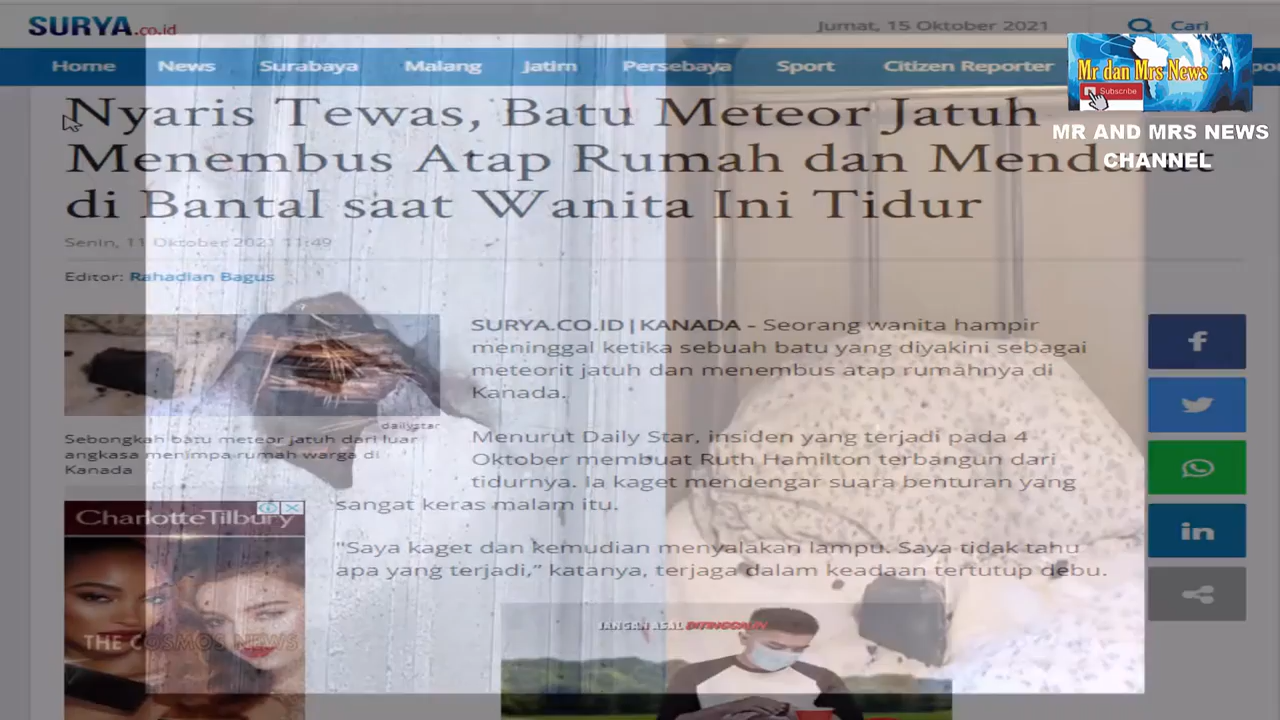 SURYA.co.id
Jumat, 15 Oktober 2021
Cari
Home News Surabaya Malang Jatim Persebaya Sport Citizen Reporter
Mr dan Mrs News
Subscribe
MR AND MRS NEWS
CHANNEL
Nyaris Tewas, Batu Meteor Jatuh
Menembus Atap Rumah dan Mendarat
di Bantal saat Wanita Ini Tidur
Senin, 11 Oktober 2021 11:49
Editor: Rahadian Bagus
dailystar
Sebongkah batu meteor jatuh dari luar
angkasa menimpa rumah warga di
Kanada
SURYA.CO.ID | KANADA - Seorang wanita hampir
meninggal ketika sebuah batu yang diyakini sebagai
meteorit jatuh dan menembus atap rumahnya di
Kanada.
Menurut Daily Star, insiden yang terjadi pada 4
Oktober membuat Ruth Hamilton terbangun dari
tidurnya. Ia kaget mendengar suara benturan yang
sangat keras malam itu.
"Saya kaget dan kemudian menyalakan lampu. Saya tidak tahu
apa yang terjadi,” katanya, terjaga dalam keadaan tertutup debu.
CharlotteTilbury
THE COSMOS NEWS
JANGAN ASAL DITINGGALIN